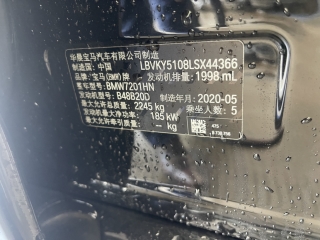 华晨宝马汽车有限公司制造
制造国: 中国 LBVKY5108LSX44366
品牌: 宝马(BMW)牌 发动机排量: 1998 mL
整车型号: BMW7201HN
发动机型号: B48B20D 制造年月: 2020-05
最大允许总质量: 2245 kg 乘坐人数: 5
最大净功率: 185 kW
— kg
475